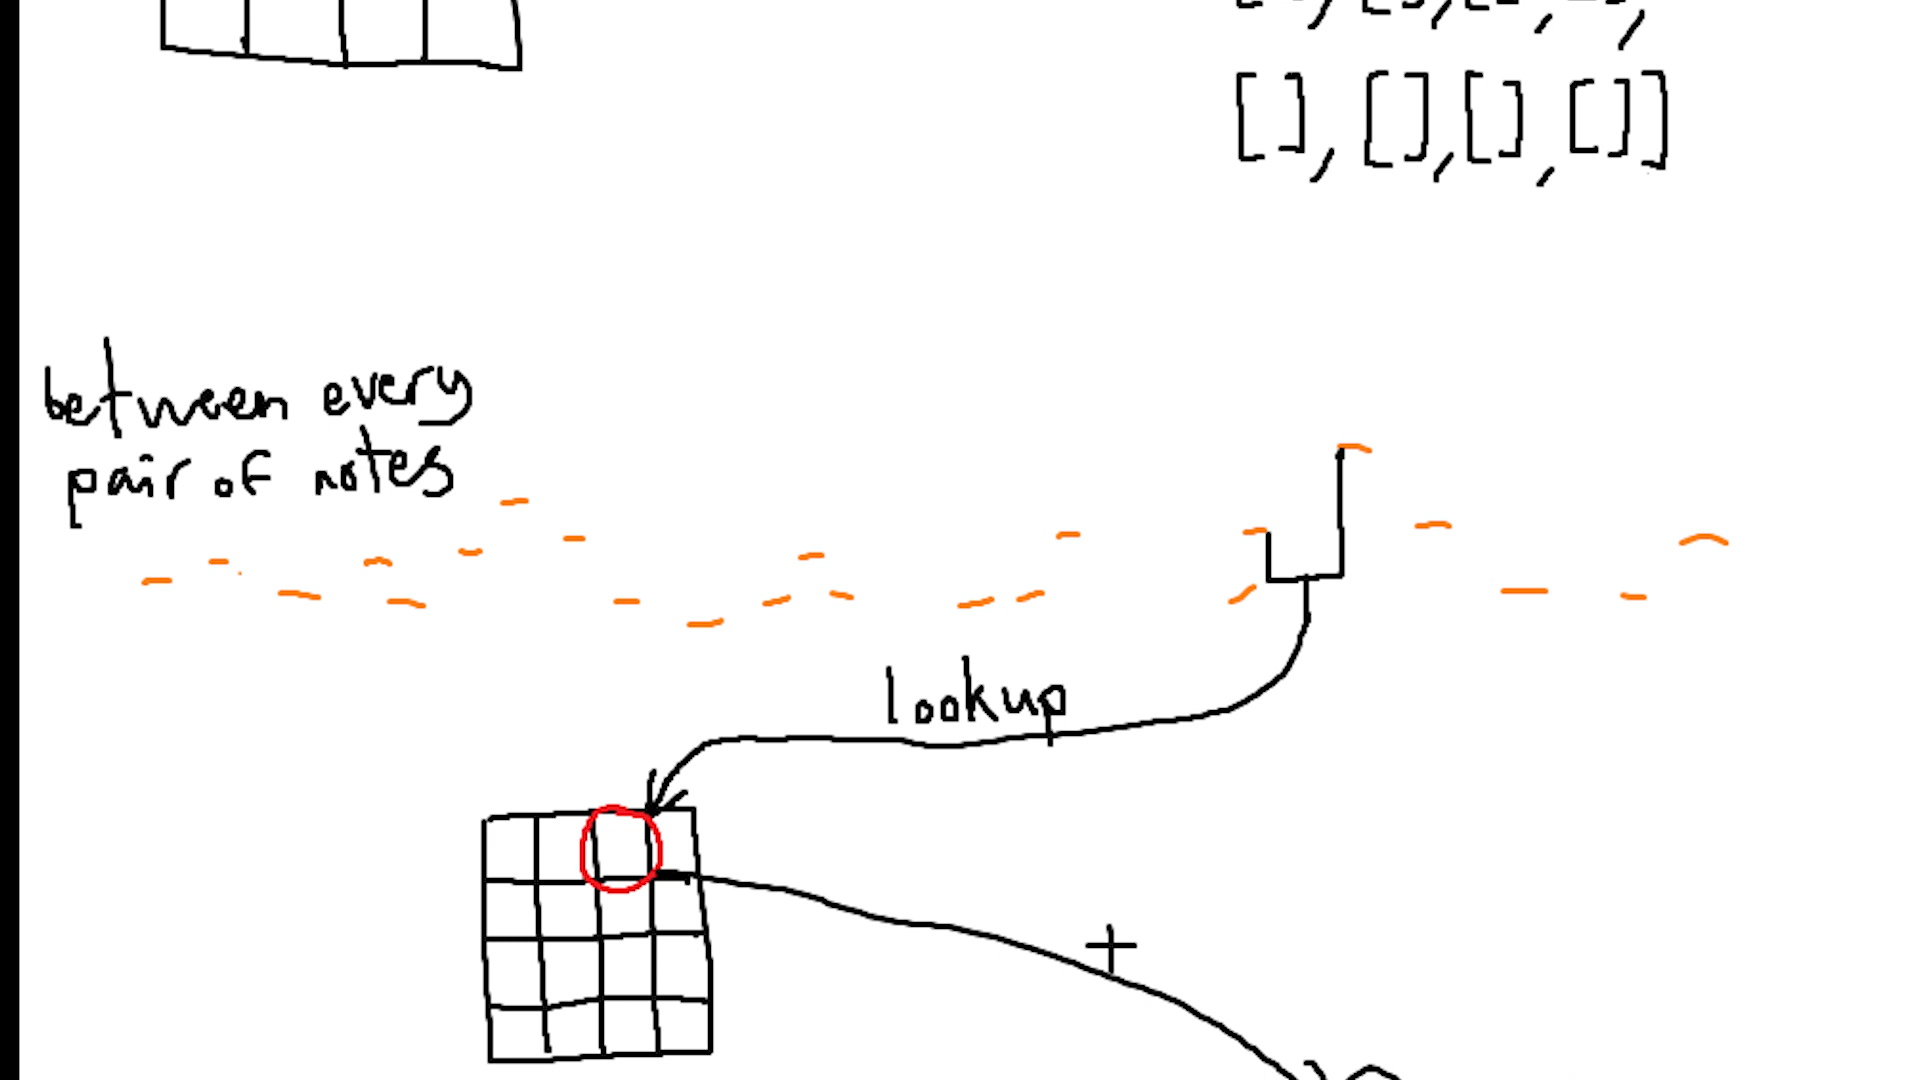 [], [], [], []]
between every
pair of notes
lookup
+